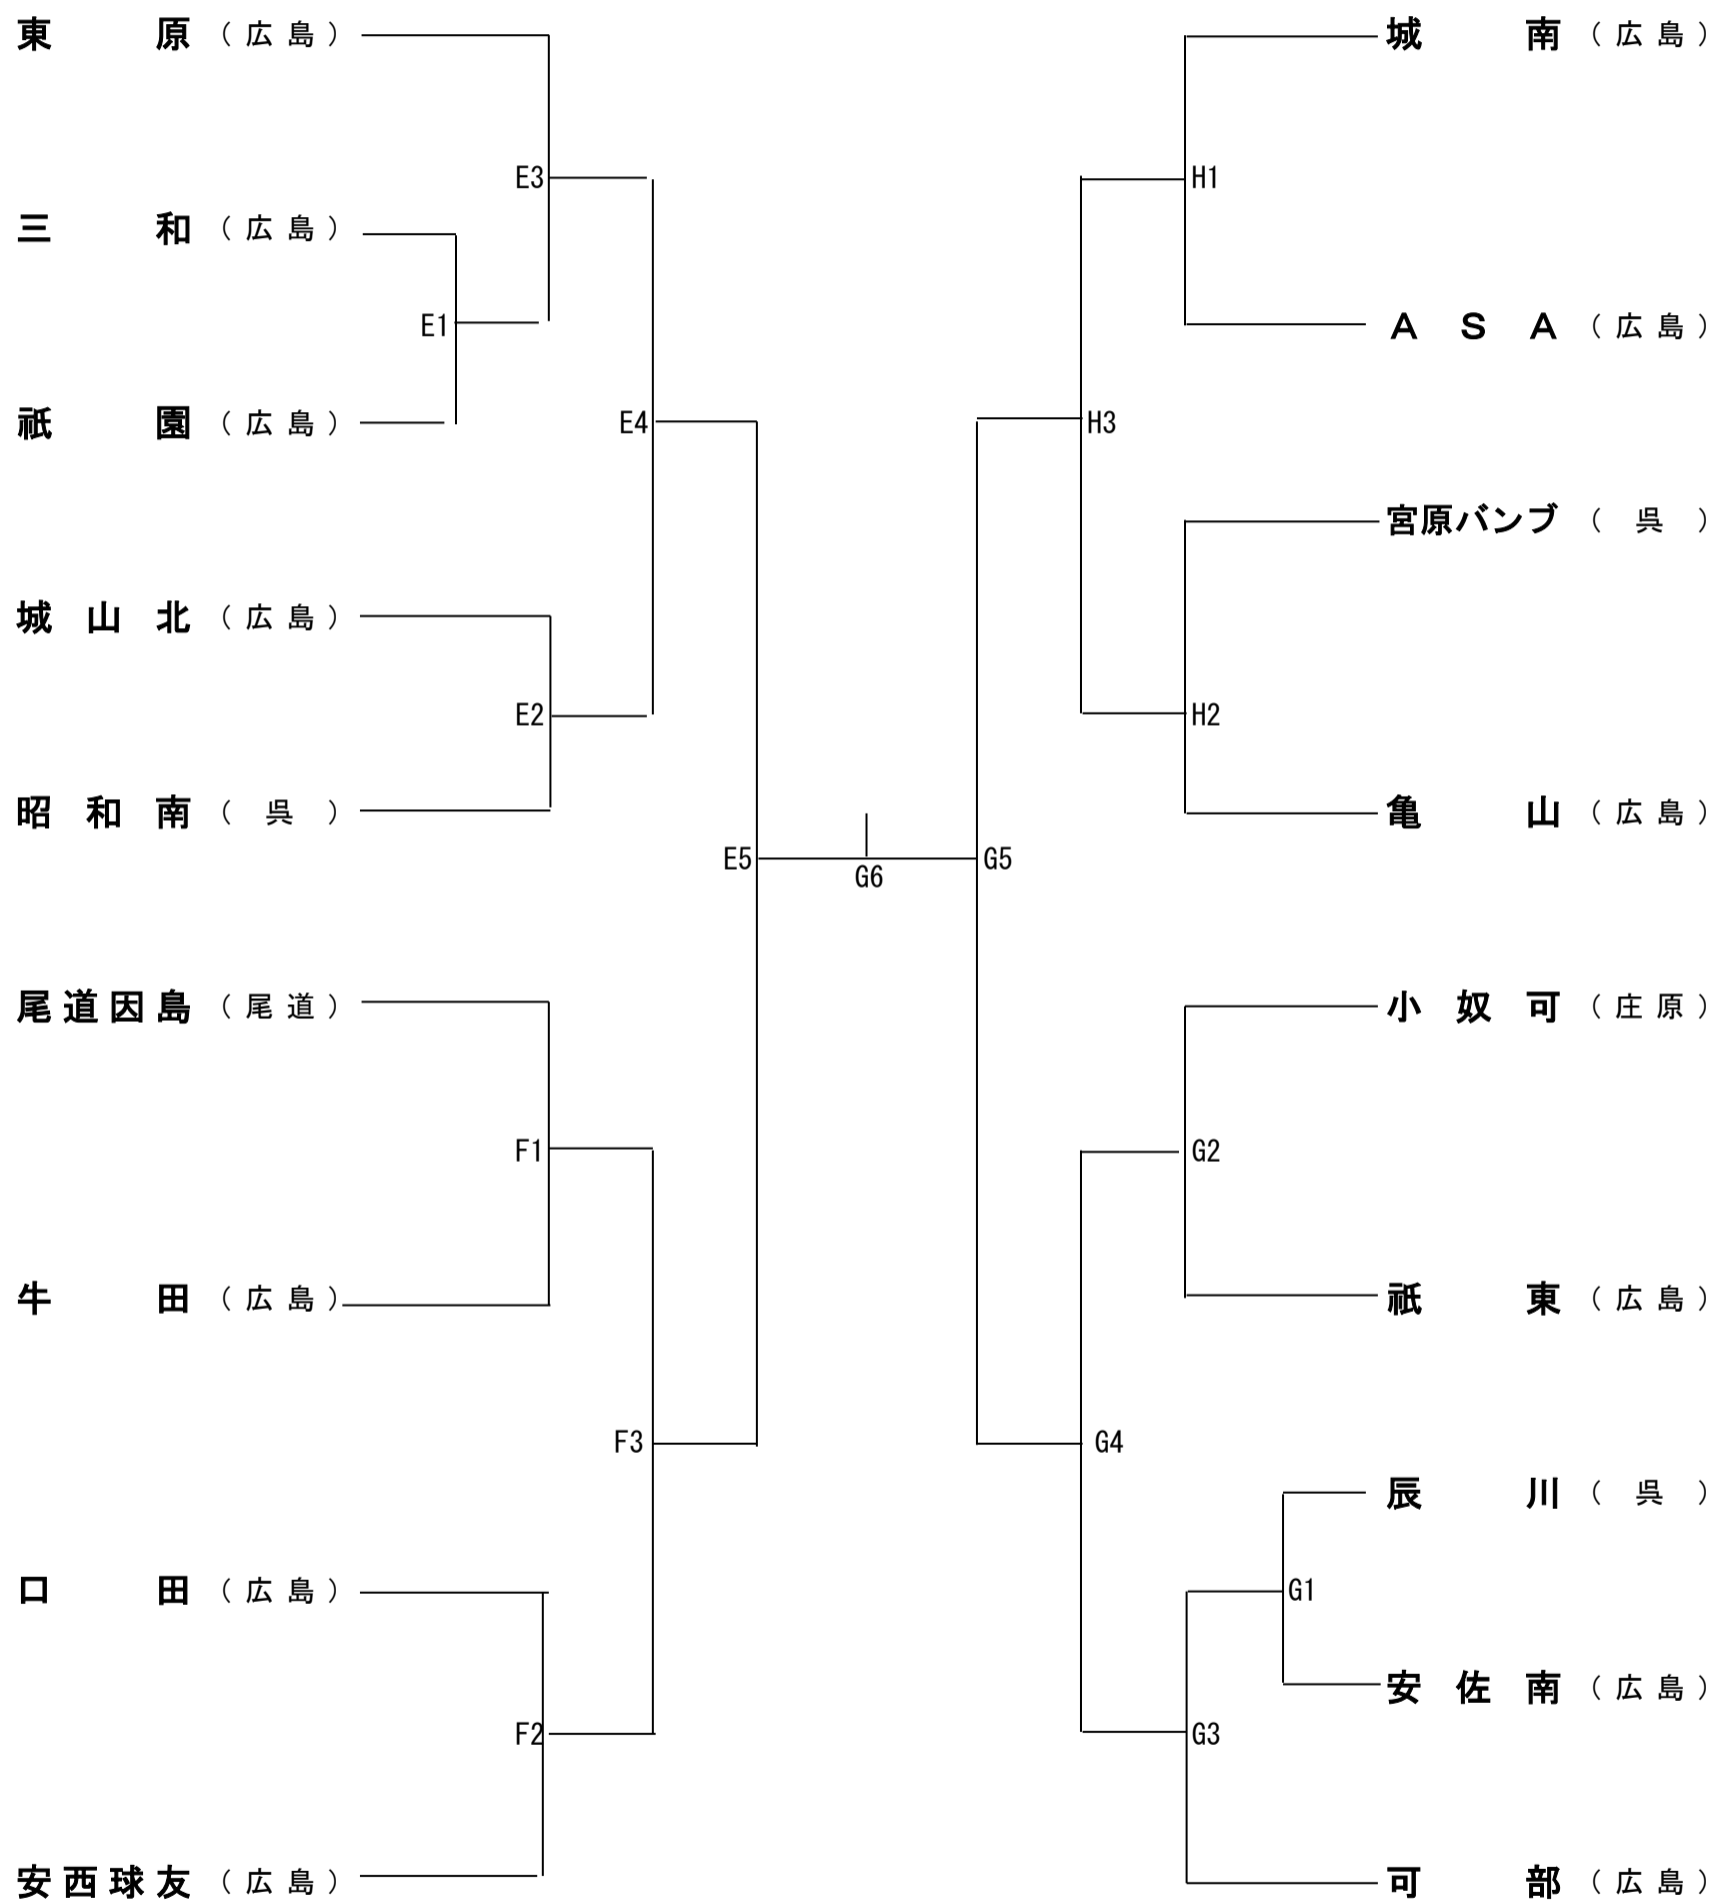 東原（広島）
E3
三和（広島）
E1
祇園（広島）
E4
城山北（広島）
E2
昭和南（呉）
E5
尾道因島（尾道）
F1
牛田（広島）
F3
口田（広島）
F2
安西球友（広島）
G6
城南（広島）
H1
ＡＳＡ（広島）
H3
宮原バンブ（呉）
H2
亀山（広島）
G5
小奴可（庄原）
G2
祇東（広島）
G4
辰川（呉）
G1
安佐南（広島）
G3
可部（広島）